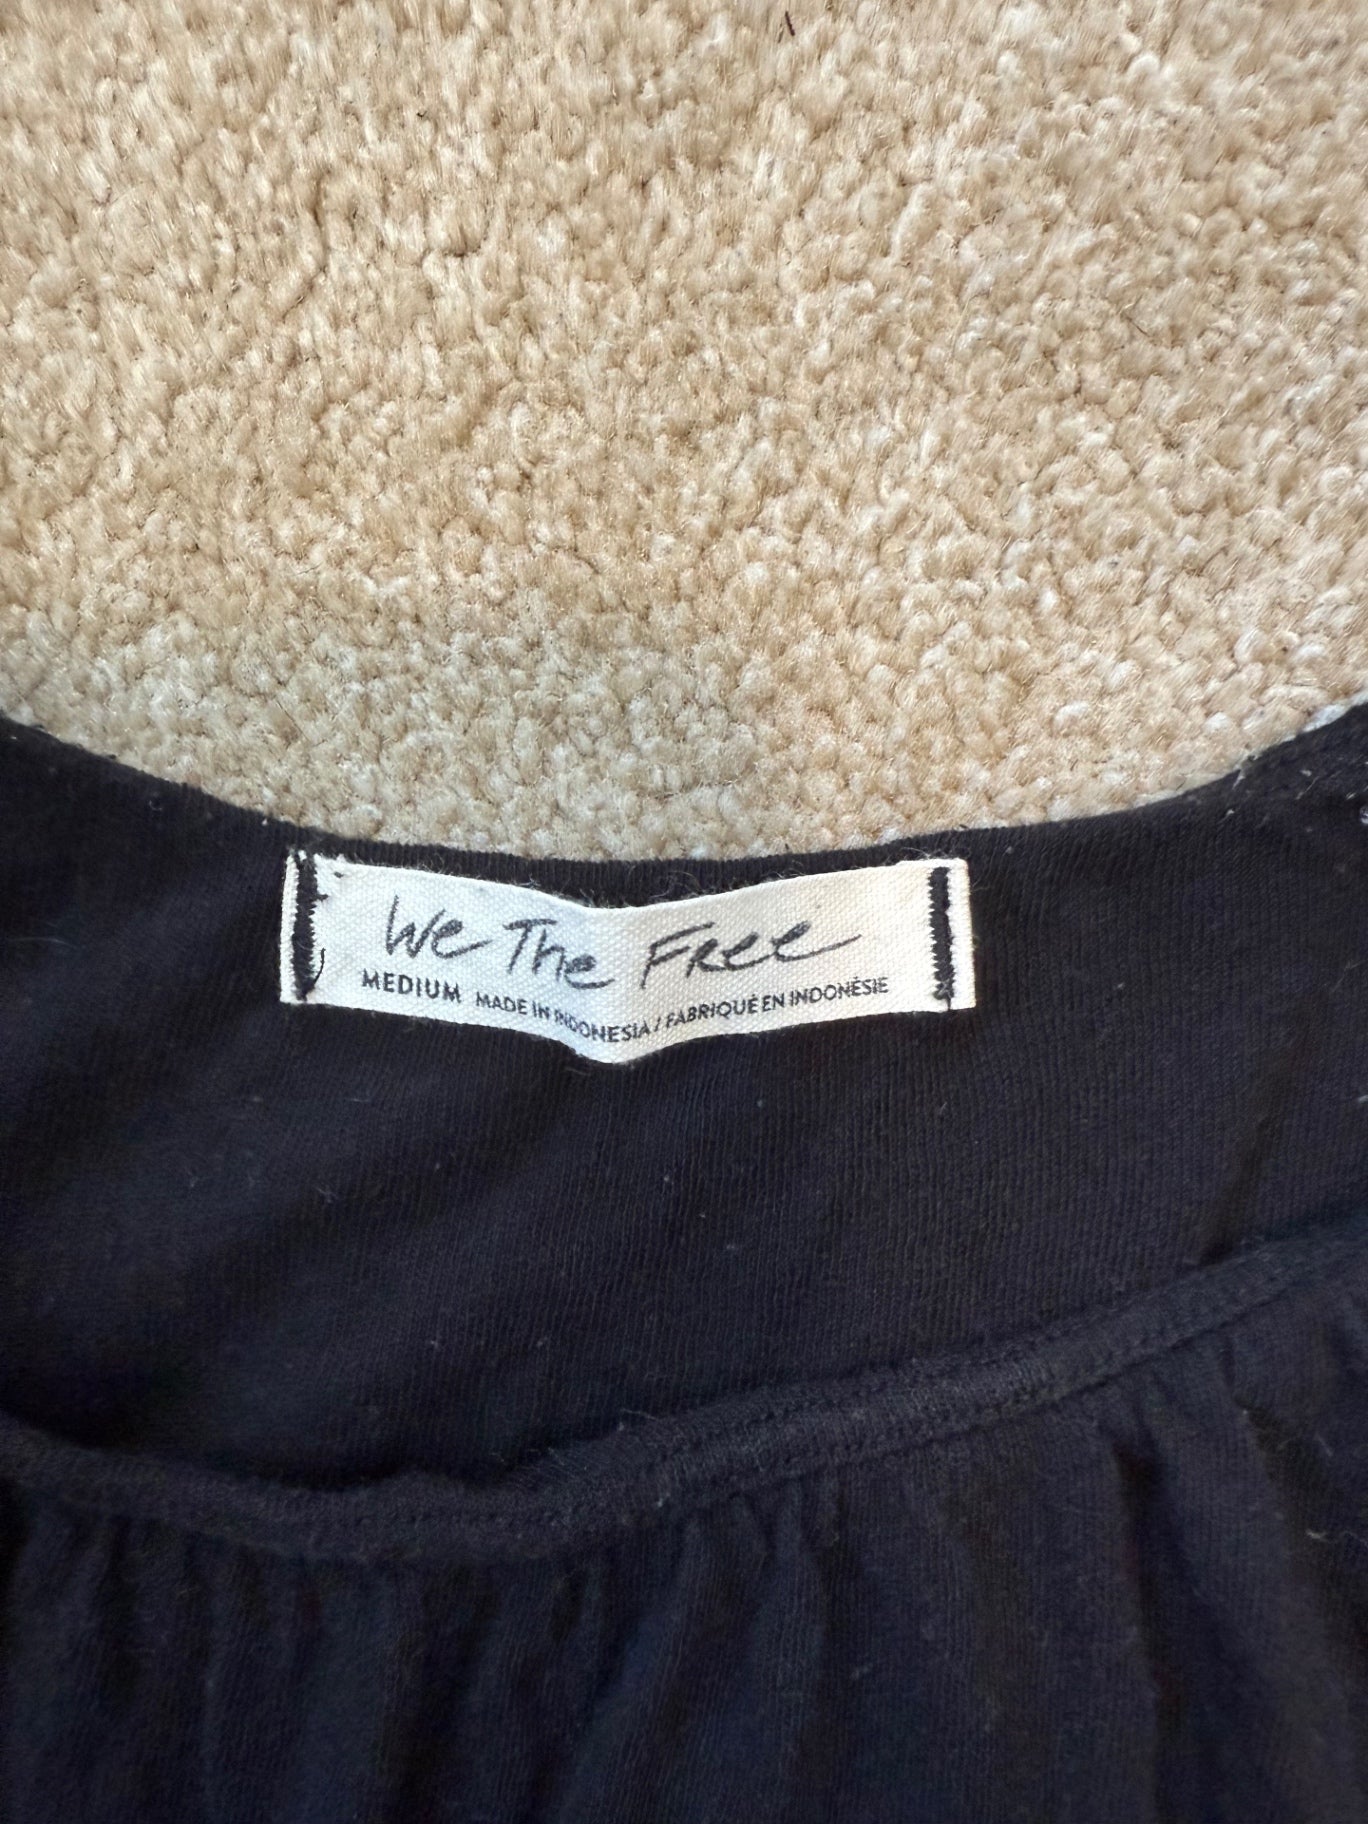 We The Free
MEDIUM MADE IN INDONESIA / FABRIQUÉ EN INDONÉSIE